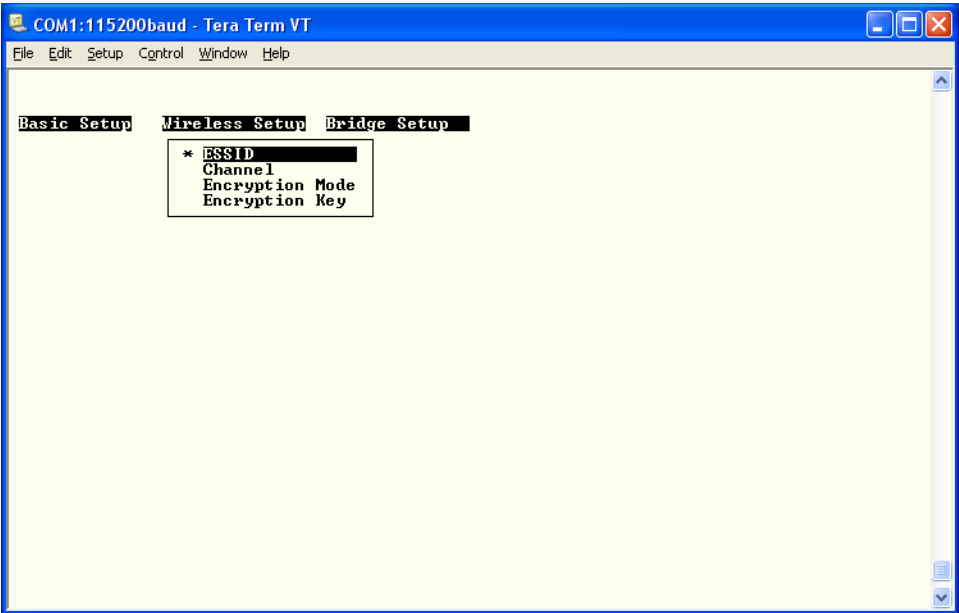 COM1:115200baud - Tera Term VT
File Edit Setup Control Window Help
Basic Setup Wireless Setup Bridge Setup
* ESSID
Channel
Encryption Mode
Encryption Key